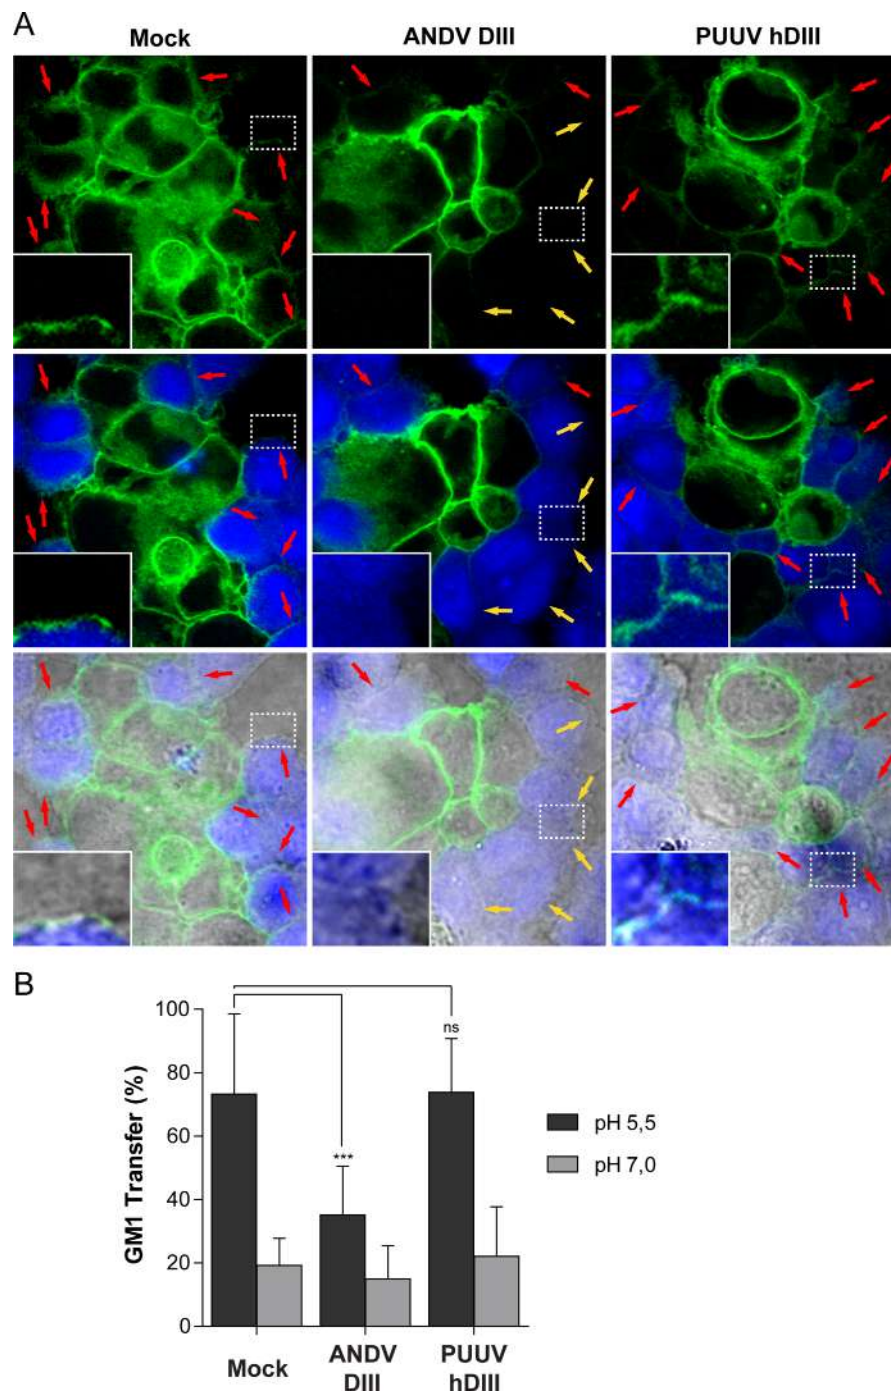 A
Mock
ANDV DIII
PUUV hDIII
B
100
80
60
40
20
0
GM1 Transfer (%)
***
ns
pH 5,5
pH 7,0
Mock
ANDV
DIII
PUUV
hDIII